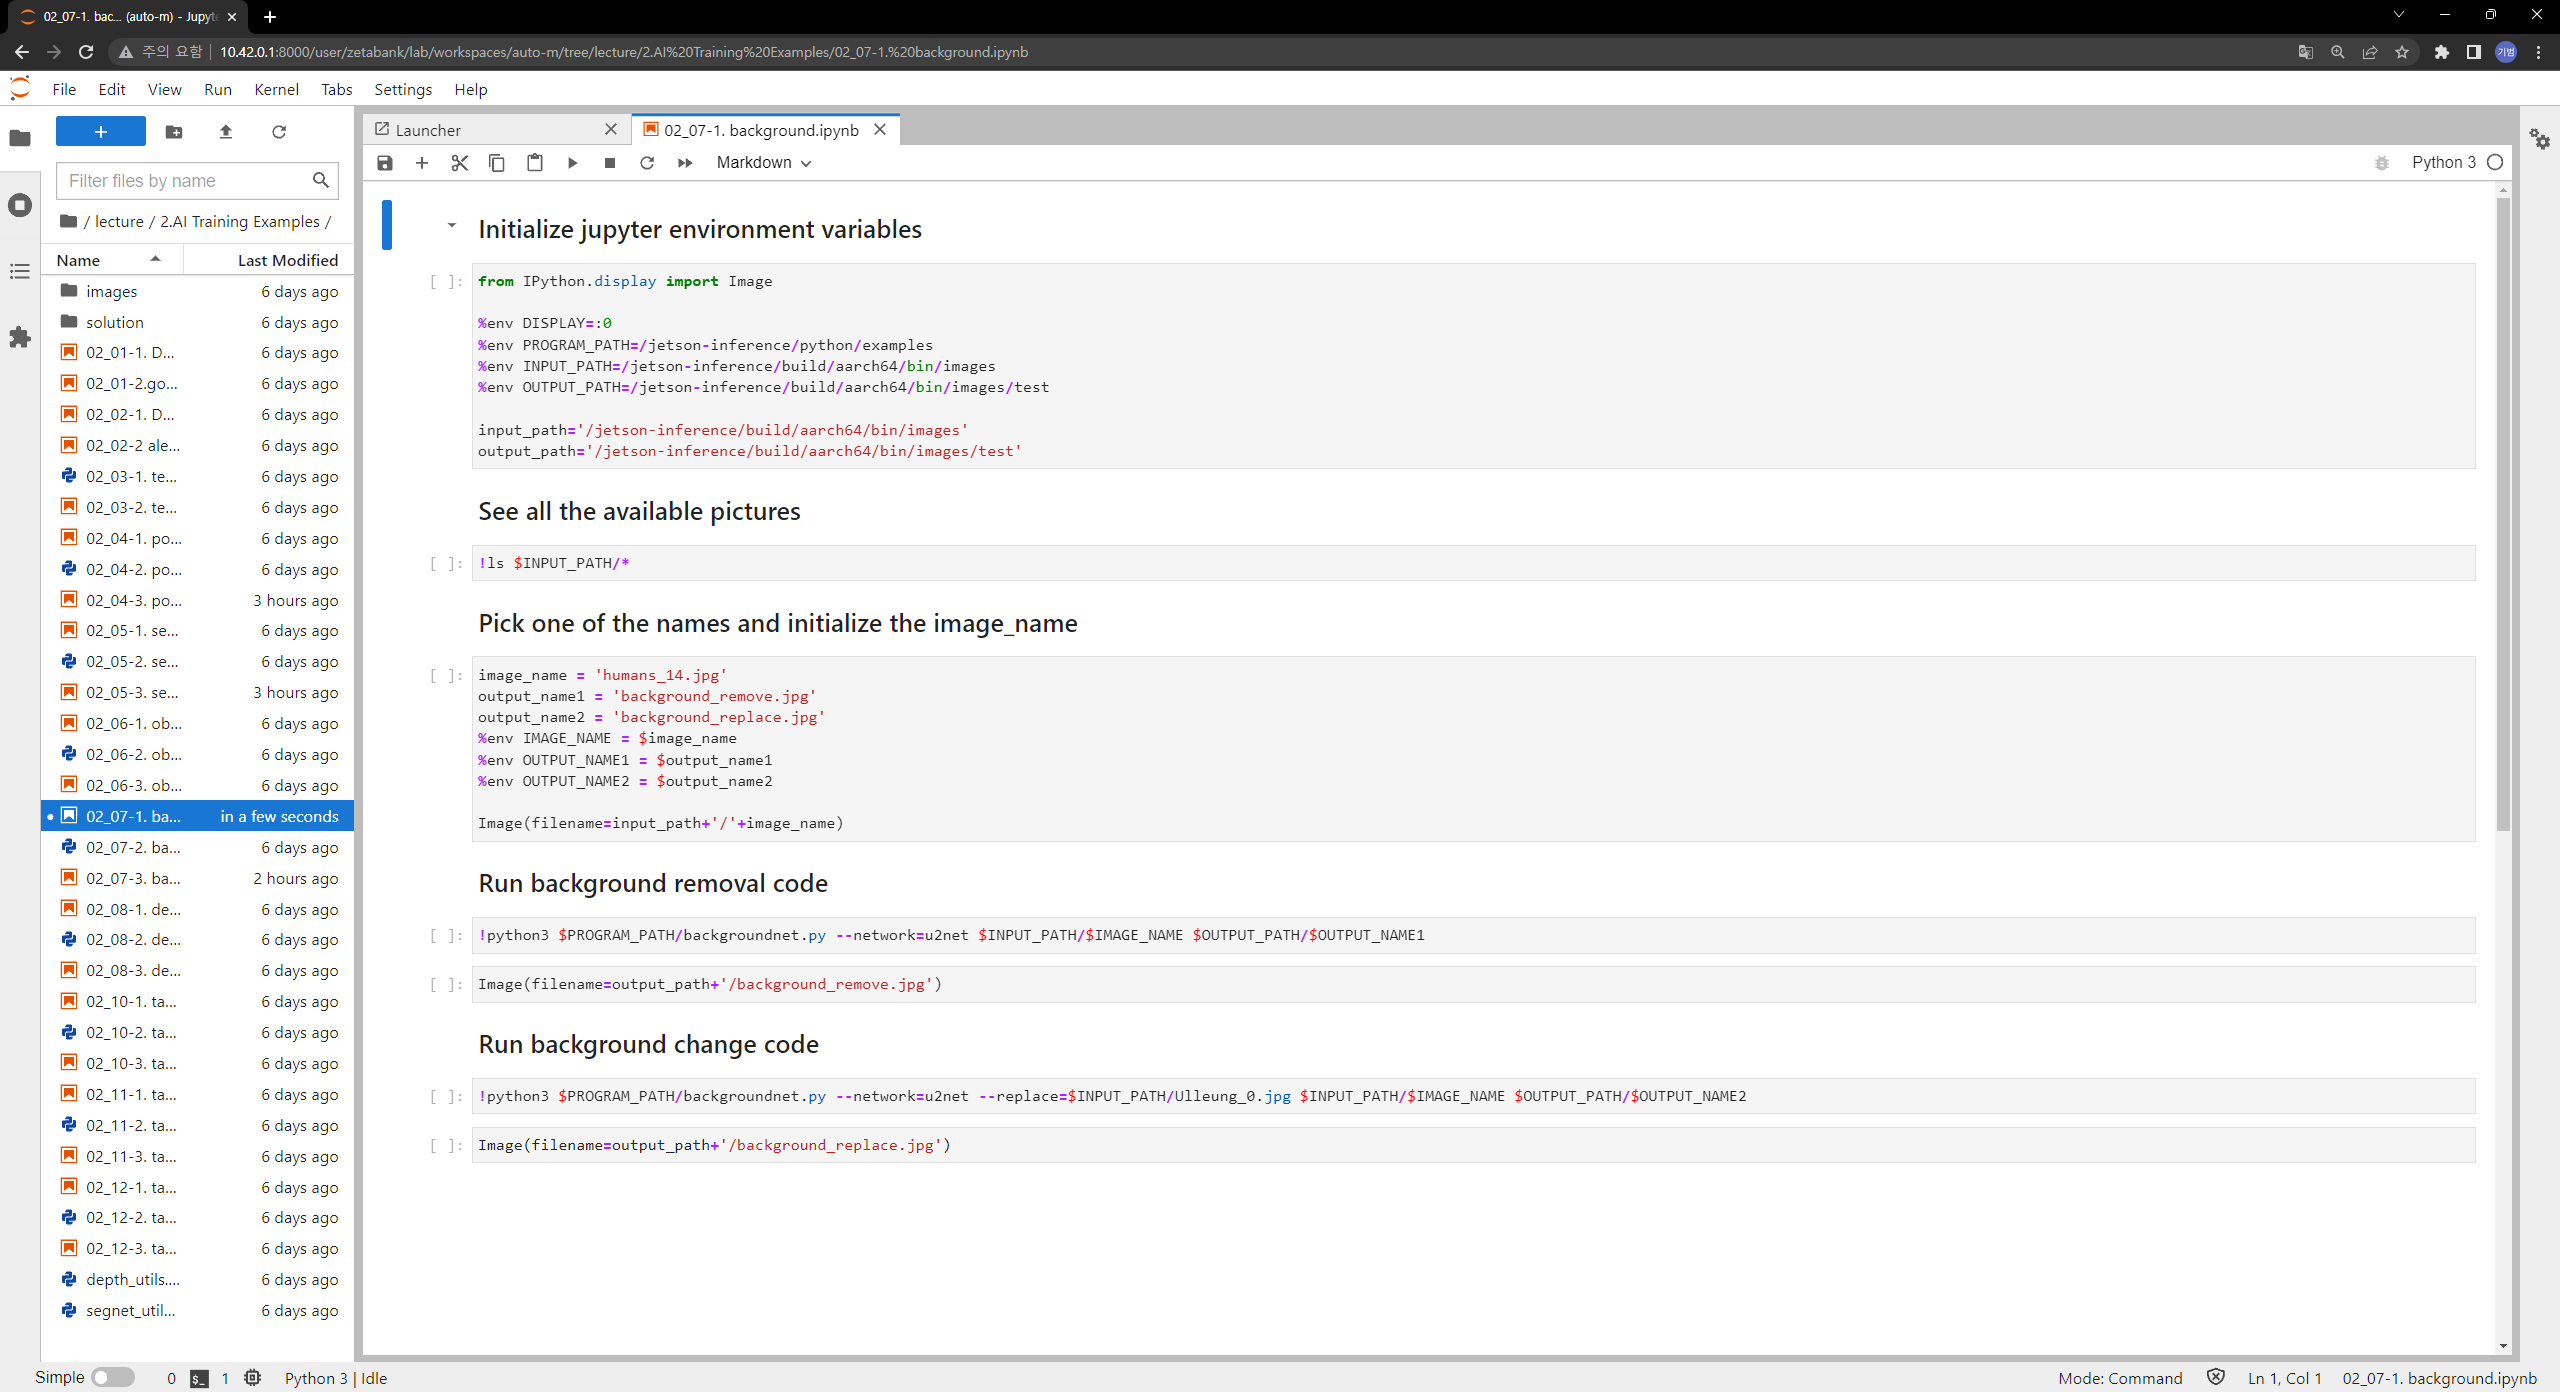 02_07-1. bac... (auto-m) - Jupyte
주의 요함
10.42.0.1:8000/user/zetabank/lab/workspaces/auto-m/tree/lecture/2.AI%20Training%20Examples/02_07-1.%20background.ipynb
기범
File Edit View Run Kernel Tabs Settings Help
Filter files by name
/ lecture / 2.AI Training Examples /
Name Last Modified
images 6 days ago
solution 6 days ago
02_01-1. D... 6 days ago
02_01-2.go... 6 days ago
02_02-1. D... 6 days ago
02_02-2 ale... 6 days ago
02_03-1. te... 6 days ago
02_03-2. te... 6 days ago
02_04-1. po... 6 days ago
02_04-2. po... 6 days ago
02_04-3. po... 3 hours ago
02_05-1. se... 6 days ago
02_05-2. se... 6 days ago
02_05-3. se... 3 hours ago
02_06-1. ob... 6 days ago
02_06-2. ob... 6 days ago
02_06-3. ob... 6 days ago
02_07-1. ba... in a few seconds
02_07-2. ba... 6 days ago
02_07-3. ba... 2 hours ago
02_08-1. de... 6 days ago
02_08-2. de... 6 days ago
02_08-3. de... 6 days ago
02_10-1. ta... 6 days ago
02_10-2. ta... 6 days ago
02_10-3. ta... 6 days ago
02_11-1. ta... 6 days ago
02_11-2. ta... 6 days ago
02_11-3. ta... 6 days ago
02_12-1. ta... 6 days ago
02_12-2. ta... 6 days ago
02_12-3. ta... 6 days ago
depth_utils.... 6 days ago
segnet_util... 6 days ago
Launcher
02_07-1. background.ipynb
Markdown
Python 3
Initialize jupyter environment variables
[ ]: from IPython.display import Image
%env DISPLAY=:0
%env PROGRAM_PATH=/jetson-inference/python/examples
%env INPUT_PATH=/jetson-inference/build/aarch64/bin/images
%env OUTPUT_PATH=/jetson-inference/build/aarch64/bin/images/test
input_path='/jetson-inference/build/aarch64/bin/images'
output_path='/jetson-inference/build/aarch64/bin/images/test'
See all the available pictures
[ ]: !ls $INPUT_PATH/*
Pick one of the names and initialize the image_name
[ ]: image_name = 'humans_14.jpg'
output_name1 = 'background_remove.jpg'
output_name2 = 'background_replace.jpg'
%env IMAGE_NAME = $image_name
%env OUTPUT_NAME1 = $output_name1
%env OUTPUT_NAME2 = $output_name2
Image(filename=input_path+'/'+image_name)
Run background removal code
[ ]: !python3 $PROGRAM_PATH/backgroundnet.py --network=u2net $INPUT_PATH/$IMAGE_NAME $OUTPUT_PATH/$OUTPUT_NAME1
[ ]: Image(filename=output_path+'/background_remove.jpg')
Run background change code
[ ]: !python3 $PROGRAM_PATH/backgroundnet.py --network=u2net --replace=$INPUT_PATH/Ulleung_0.jpg $INPUT_PATH/$IMAGE_NAME $OUTPUT_PATH/$OUTPUT_NAME2
[ ]: Image(filename=output_path+'/background_replace.jpg')
Simple 0 $_ 1 Python 3 | Idle
Mode: Command Ln 1, Col 1 02_07-1. background.ipynb